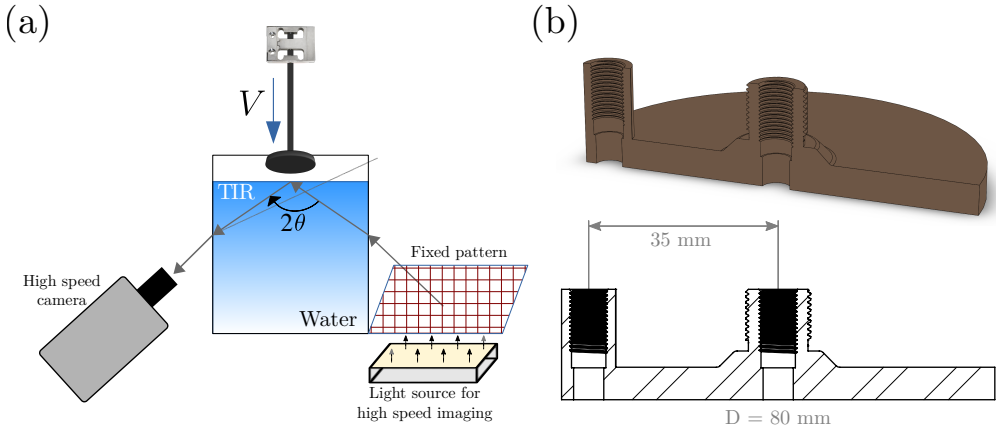 (a)
V
TIR
2θ
Fixed pattern
High speed
camera
Water
Light source for
high speed imaging
(b)
35 mm
D = 80 mm